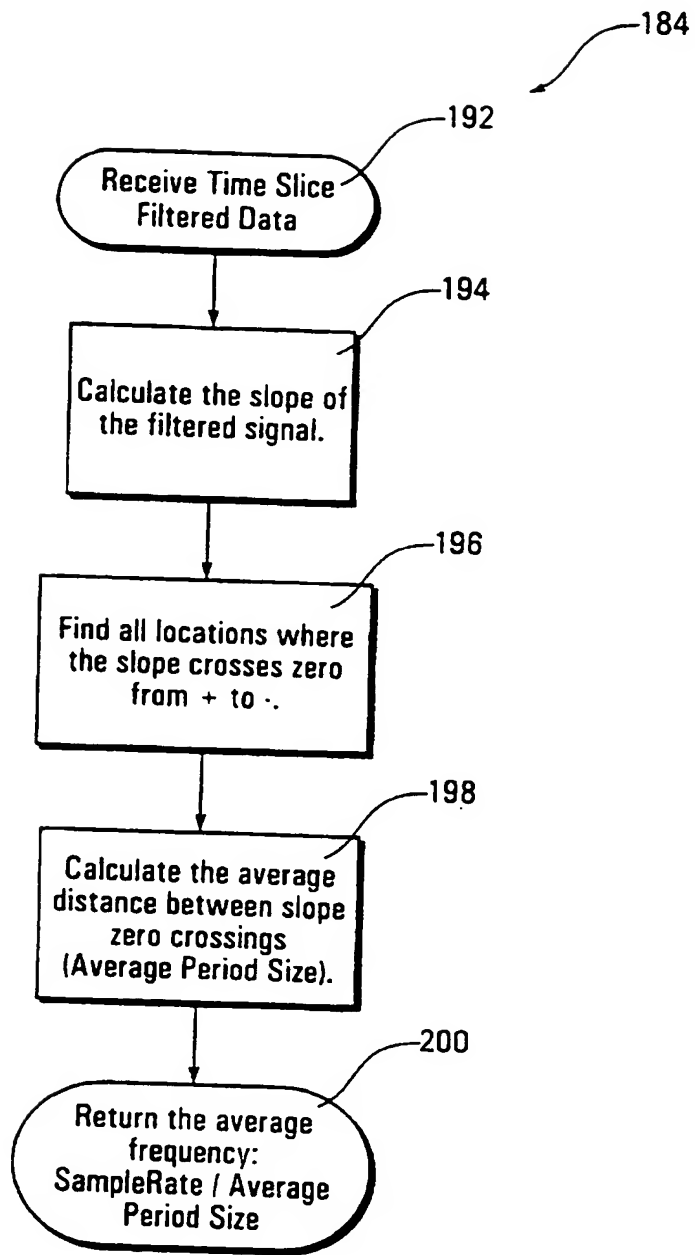 184
192
Receive Time Slice
Filtered Data
194
Calculate the slope of
the filtered signal.
196
Find all locations where
the slope crosses zero
from + to -.
198
Calculate the average
distance between slope
zero crossings
(Average Period Size).
200
Return the average
frequency:
SampleRate / Average
Period Size